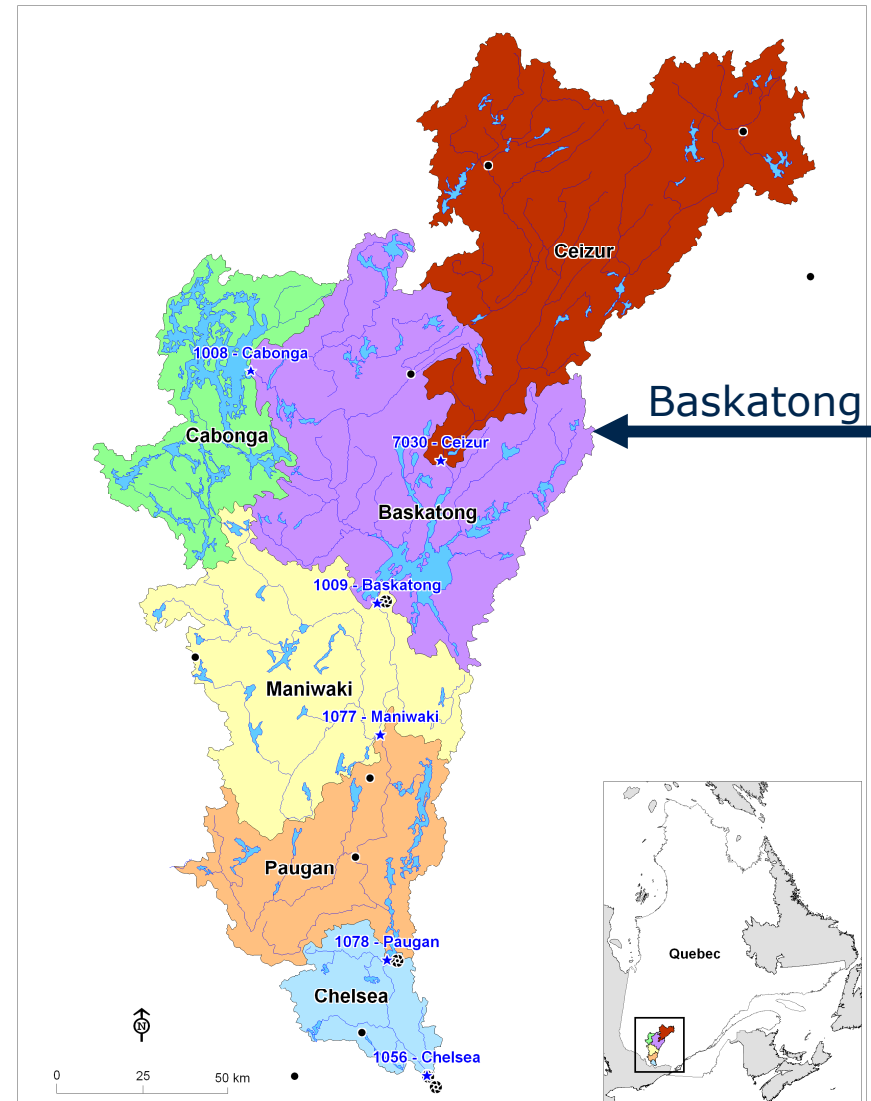 Ceizur
1008 - Cabonga
Baskatong
Cabonga
7030 - Ceizur
Baskatong
1009 - Baskatong
Maniwaki
1077 - Maniwaki
Paugan
1078 - Paugan
Quebec
Chelsea
N
1056 - Chelsea
0 25 50 km